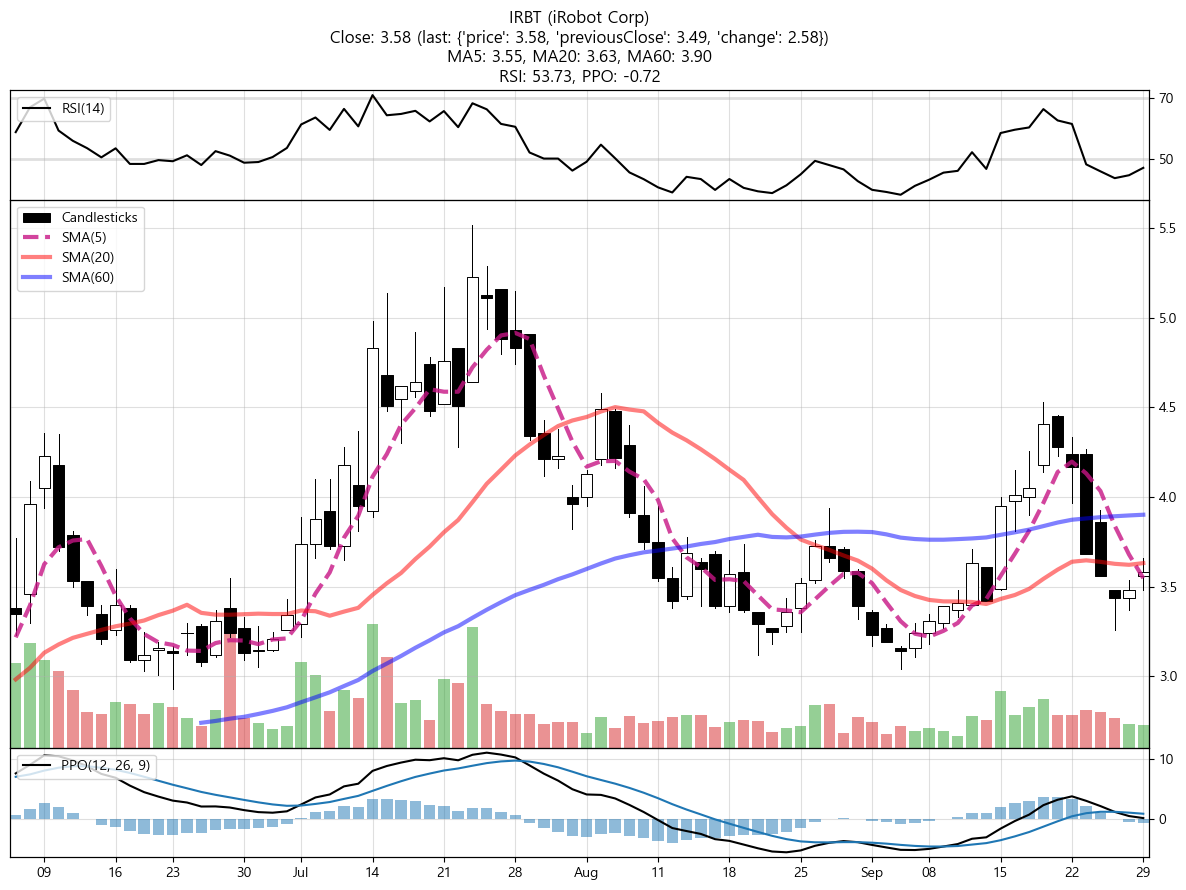 IRBT (iRobot Corp)
Close: 3.58 (last: {'price': 3.58, 'previousClose': 3.49, 'change': 2.58})
MA5: 3.55, MA20: 3.63, MA60: 3.90
RSI: 53.73, PPO: -0.72
RSI(14)
70
50
Candlesticks
SMA(5)
SMA(20)
SMA(60)
5.5
5.0
4.5
4.0
3.5
3.0
PPO(12, 26, 9)
10
0
09 16 23 30 Jul 14 21 28 Aug 11 18 25 Sep 08 15 22 29